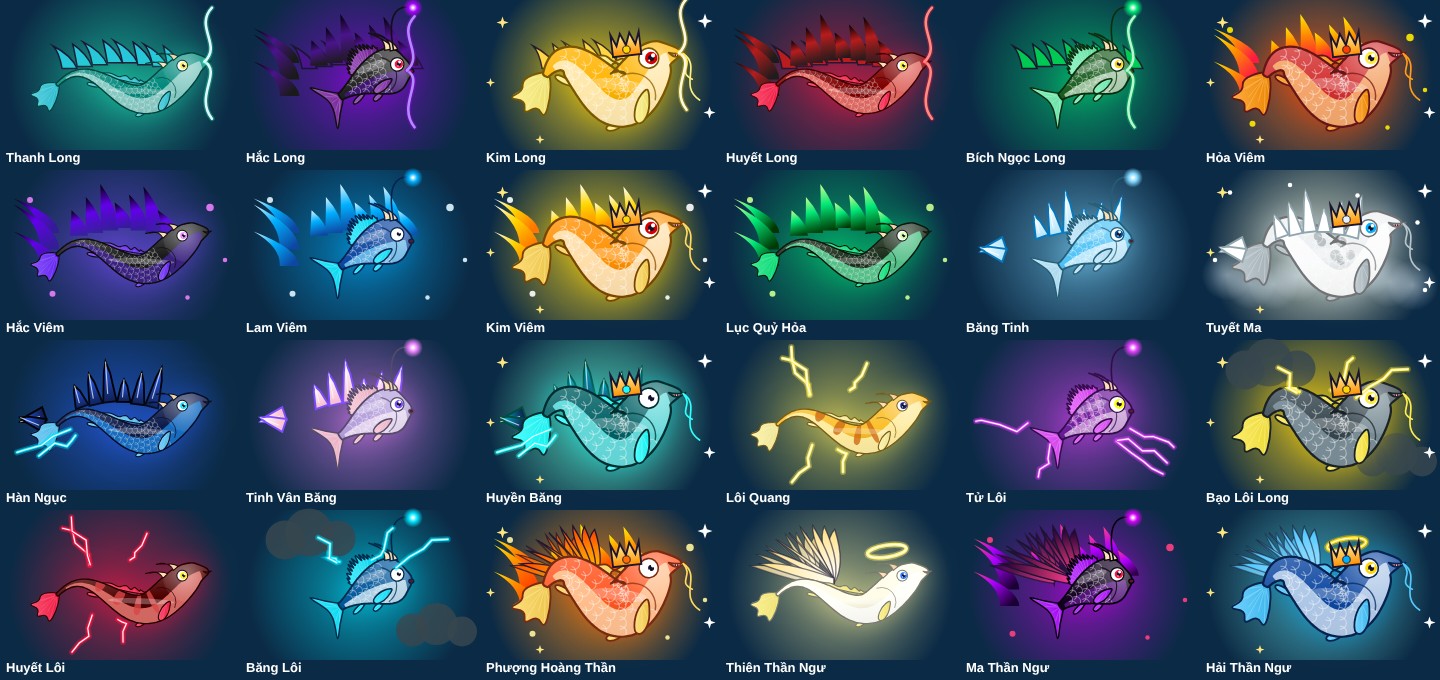 Thanh Long
Hắc Long
Kim Long
Huyết Long
Bích Ngọc Long
Hỏa Viêm
Hắc Viêm
Lam Viêm
Kim Viêm
Lục Quỷ Hỏa
Băng Tinh
Tuyết Ma
Hàn Ngục
Tinh Vân Băng
Huyền Băng
Lôi Quang
Tử Lôi
Bạo Lôi Long
Huyết Lôi
Băng Lôi
Phượng Hoàng Thần
Thiên Thần Ngư
Ma Thần Ngư
Hải Thần Ngư